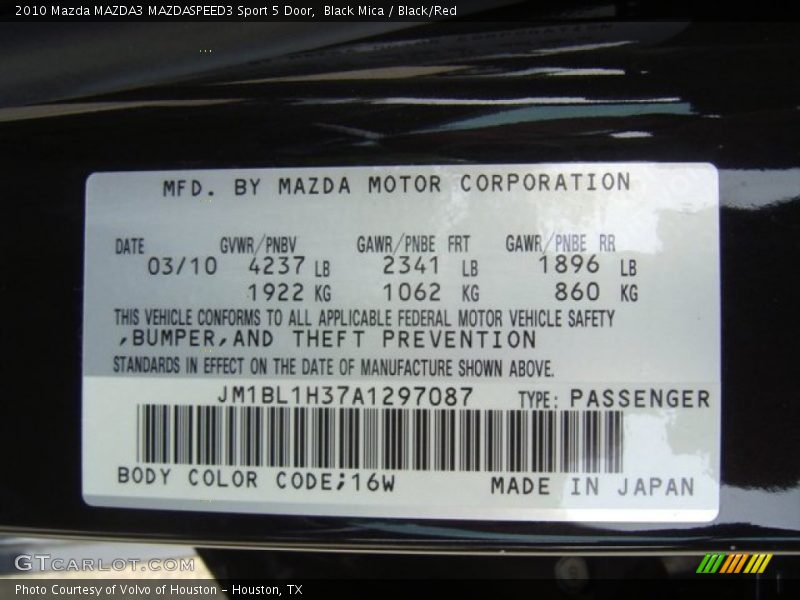 2010 Mazda MAZDA3 MAZDASPEED3 Sport 5 Door,  Black Mica / Black/Red
MFD. BY MAZDA MOTOR CORPORATION
DATE GVWR/PNBV GAWR/PNBE FRT GAWR/PNBE RR
03/10 4237 LB 2341 LB 1896 LB
1922 KG 1062 KG 860 KG
THIS VEHICLE CONFORMS TO ALL APPLICABLE FEDERAL MOTOR VEHICLE SAFETY
,BUMPER,AND THEFT PREVENTION
STANDARDS IN EFFECT ON THE DATE OF MANUFACTURE SHOWN ABOVE.
JM1BL1H37A1297087 TYPE: PASSENGER
BODY COLOR CODE;16W MADE IN JAPAN
GTCARLOT.COM
Photo Courtesy of Volvo of Houston - Houston, TX